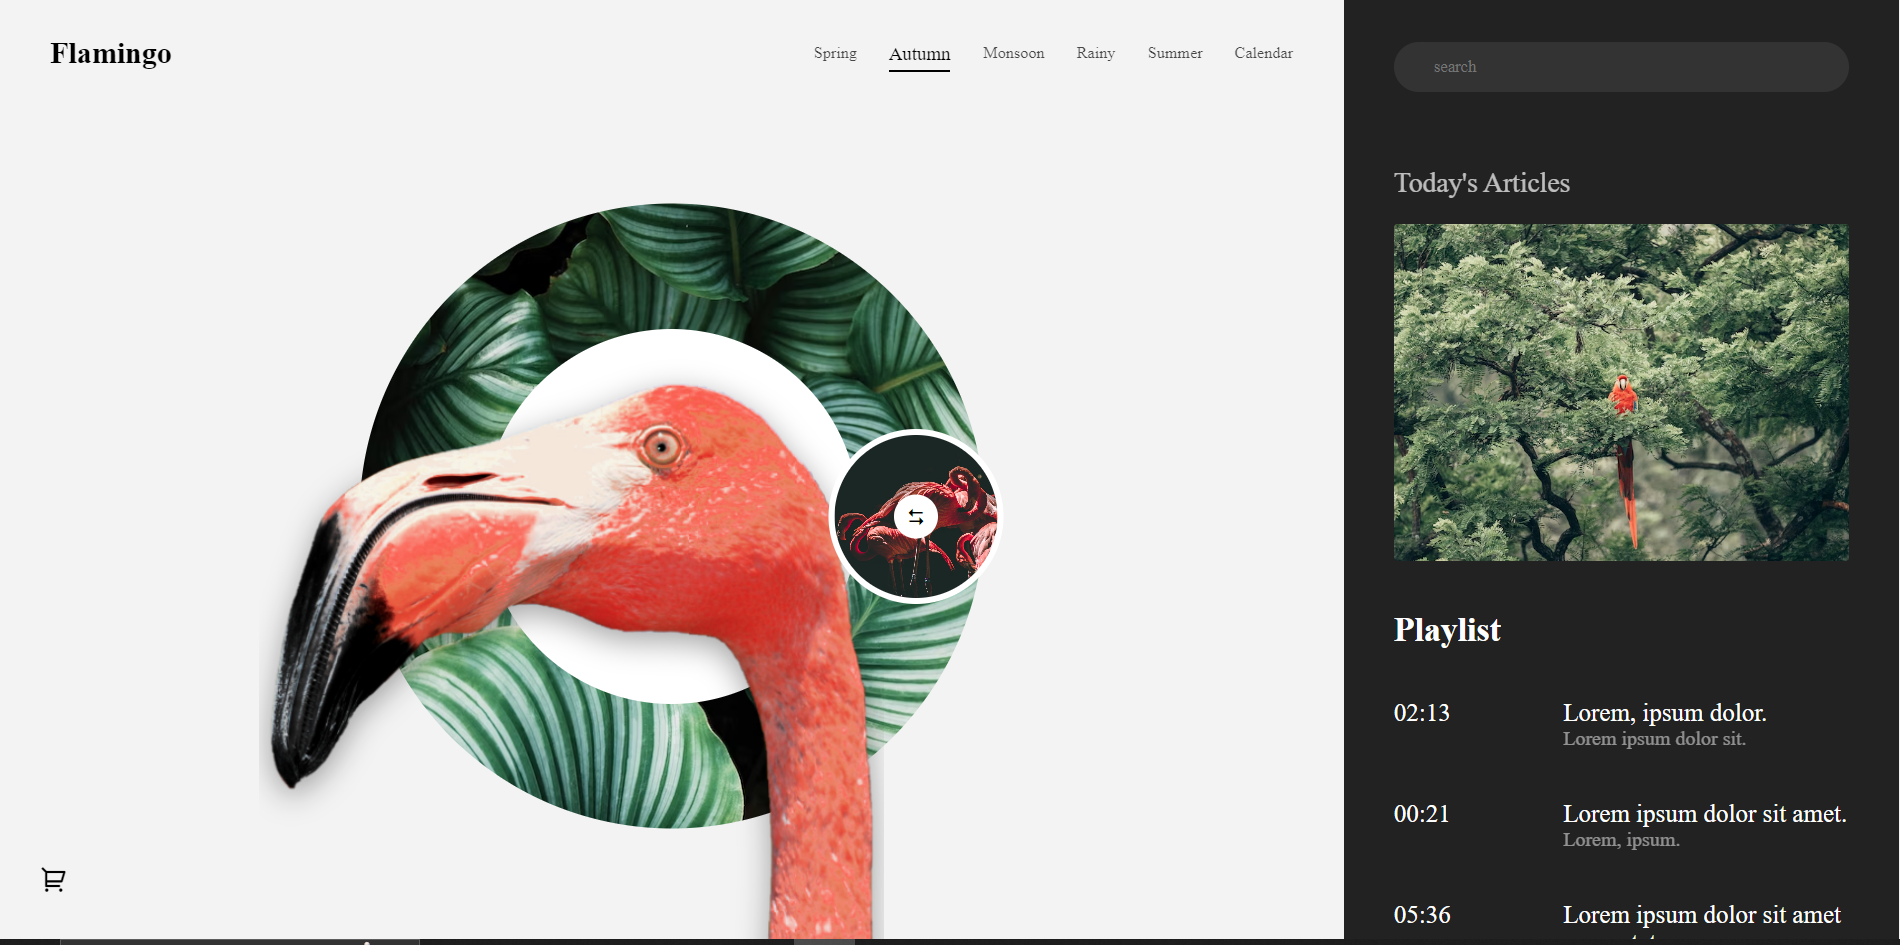 Flamingo
Spring Autumn Monsoon Rainy Summer Calendar
search
Today's Articles
Playlist
02:13 Lorem, ipsum dolor.
Lorem ipsum dolor sit.
00:21 Lorem ipsum dolor sit amet.
Lorem, ipsum.
05:36 Lorem ipsum dolor sit amet